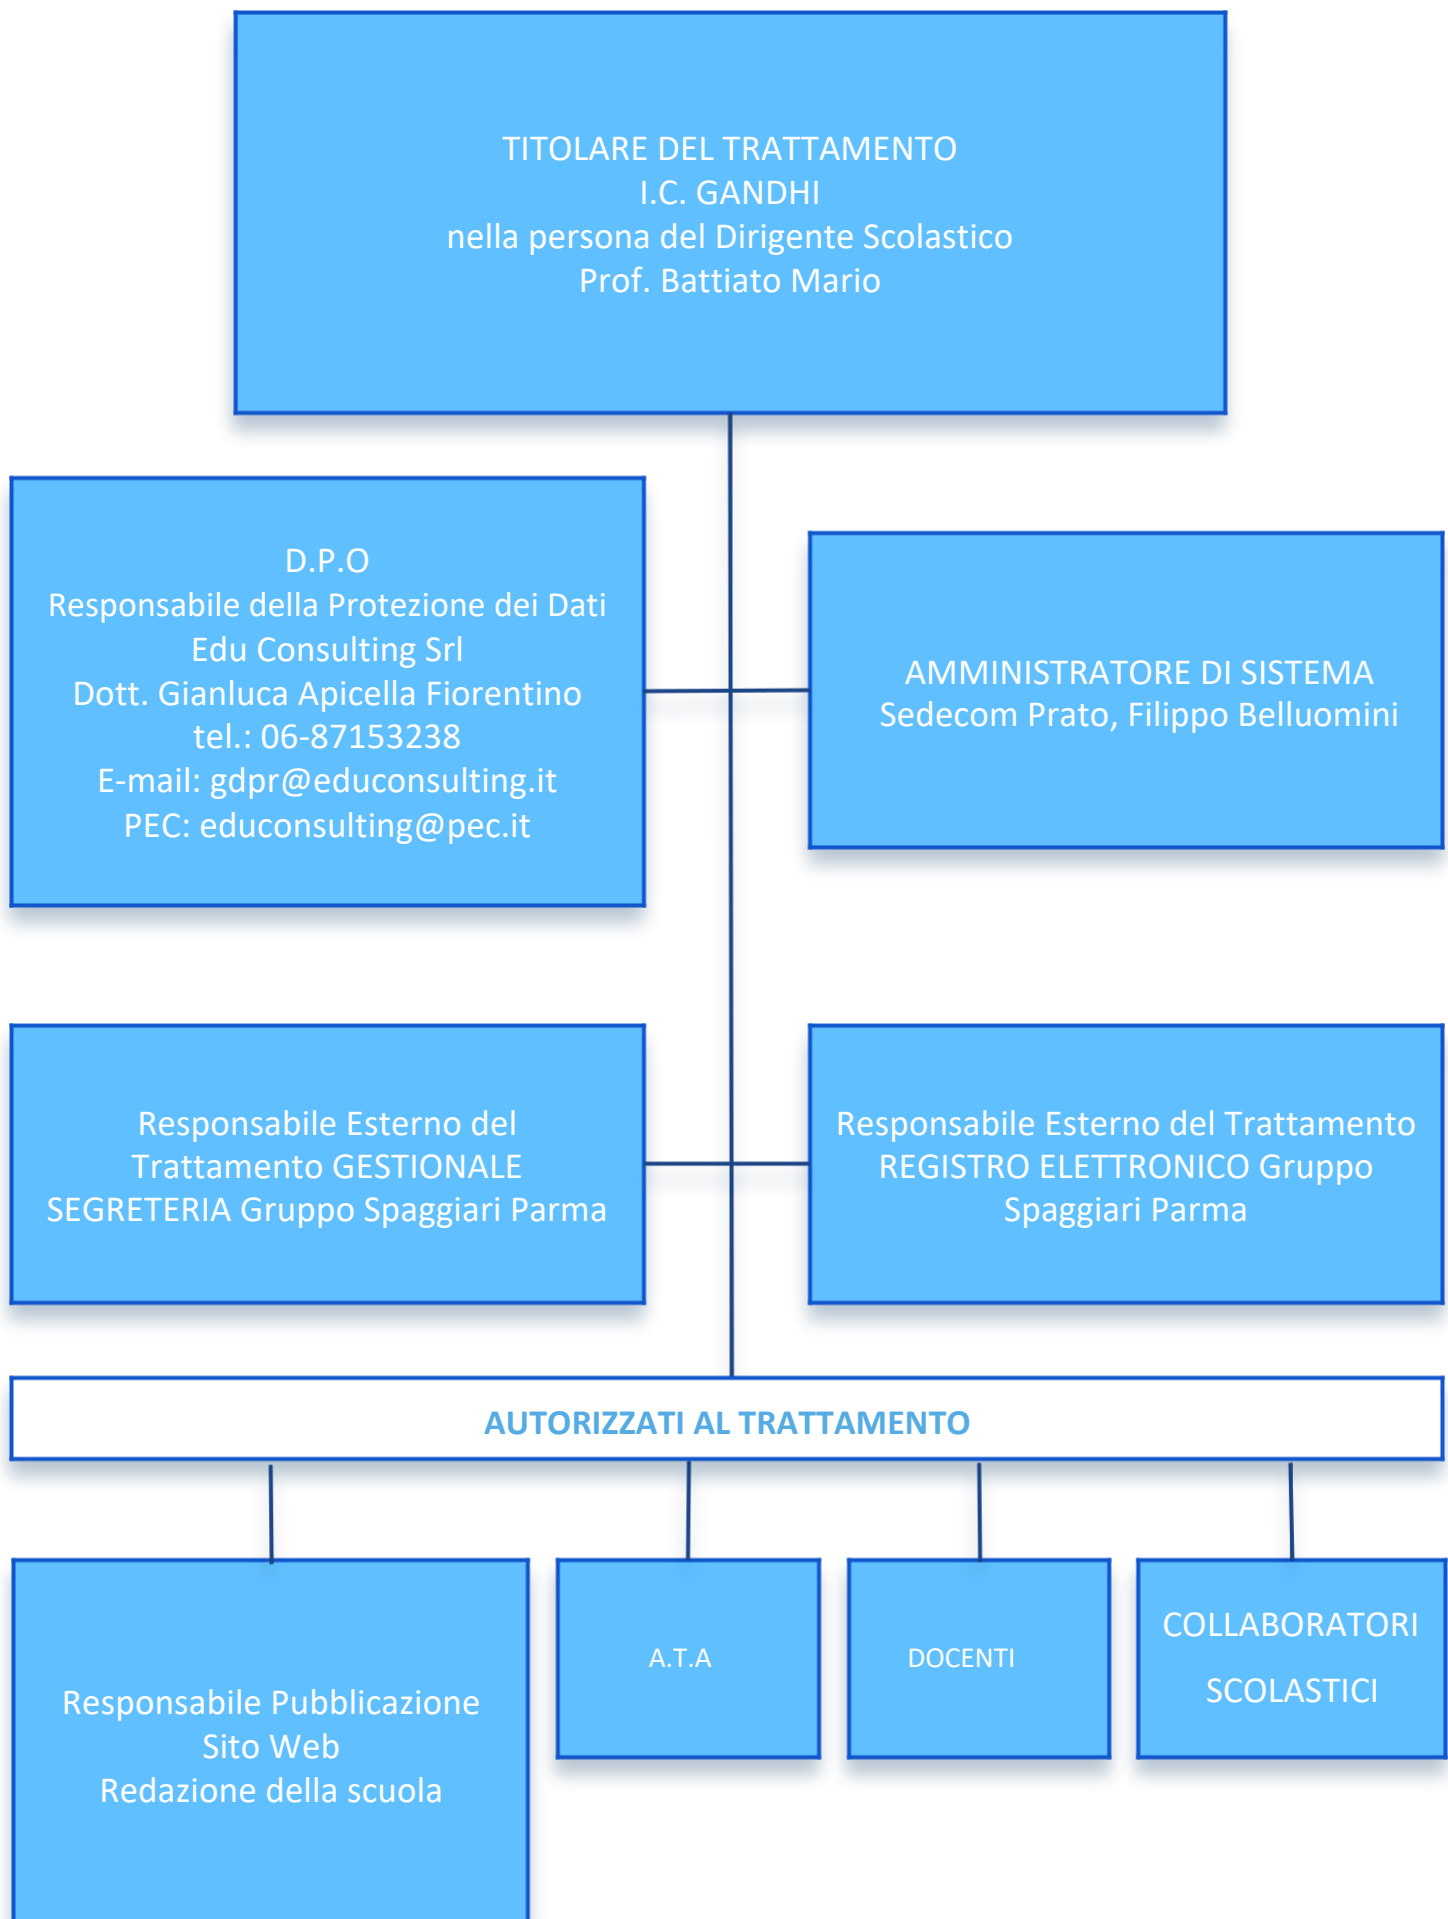 TITOLARE DEL TRATTAMENTO
I.C. GANDHI
nella persona del Dirigente Scolastico
Prof. Battiato Mario
D.P.O
Responsabile della Protezione dei Dati
Edu Consulting Srl
Dott. Gianluca Apicella Fiorentino
tel.: 06-87153238
E-mail: gdpr@educonsulting.it
PEC: educonsulting@pec.it
AMMINISTRATORE DI SISTEMA
Sedecom Prato, Filippo Belluomini
Responsabile Esterno del
Trattamento GESTIONALE
SEGRETERIA Gruppo Spaggiari Parma
Responsabile Esterno del Trattamento
REGISTRO ELETTRONICO Gruppo
Spaggiari Parma
AUTORIZZATI AL TRATTAMENTO
Responsabile Pubblicazione
Sito Web
Redazione della scuola
A.T.A
DOCENTI
COLLABORATORI
SCOLASTICI